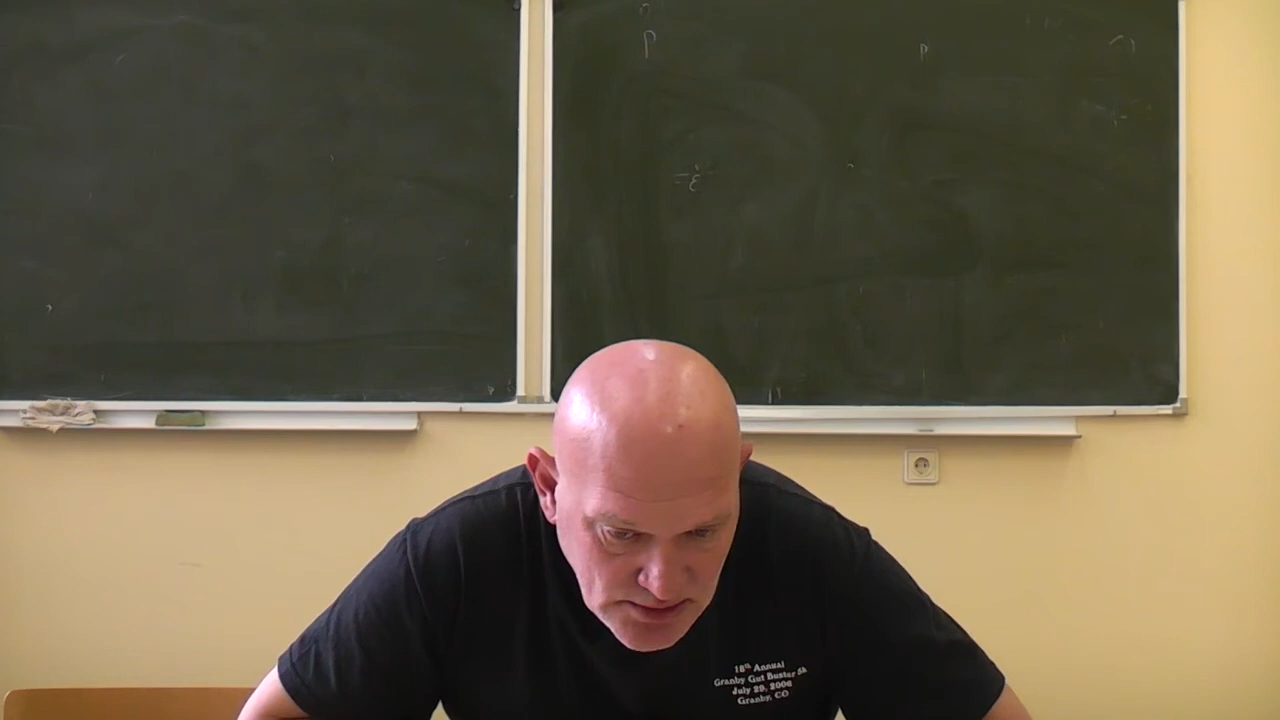 p
p
18th Annual
Granby Gut Buster 5k
July 29, 2006
Granby, CO